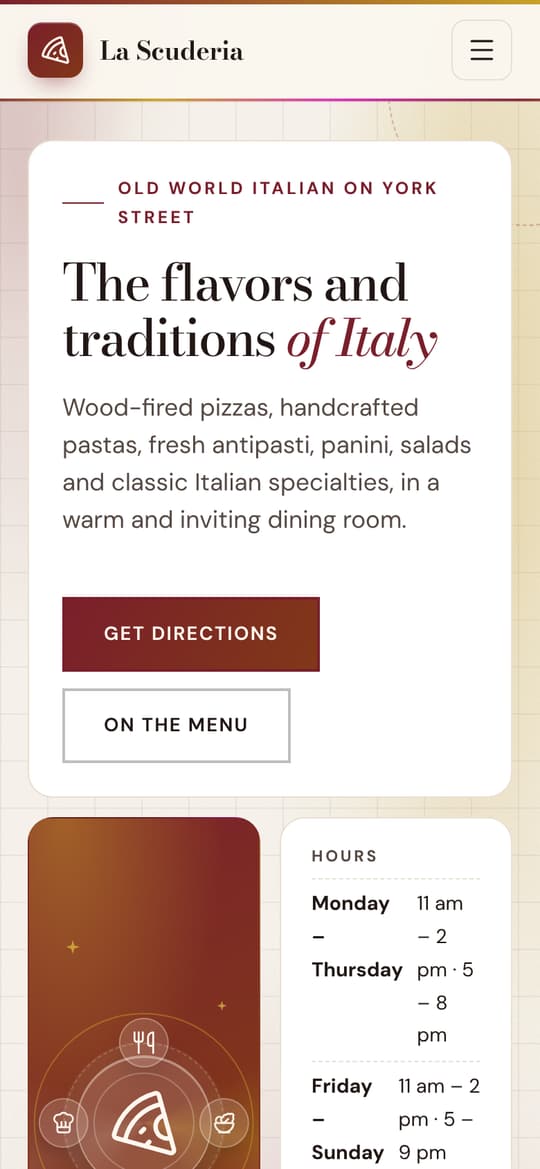 La Scuderia
OLD WORLD ITALIAN ON YORK
STREET
The flavors and
traditions of Italy
Wood-fired pizzas, handcrafted
pastas, fresh antipasti, panini, salads
and classic Italian specialties, in a
warm and inviting dining room.
GET DIRECTIONS
ON THE MENU
HOURS
Monday 11 am
– – 2
Thursday pm · 5
– 8
pm
Friday 11 am – 2
– pm · 5 –
Sunday 9 pm